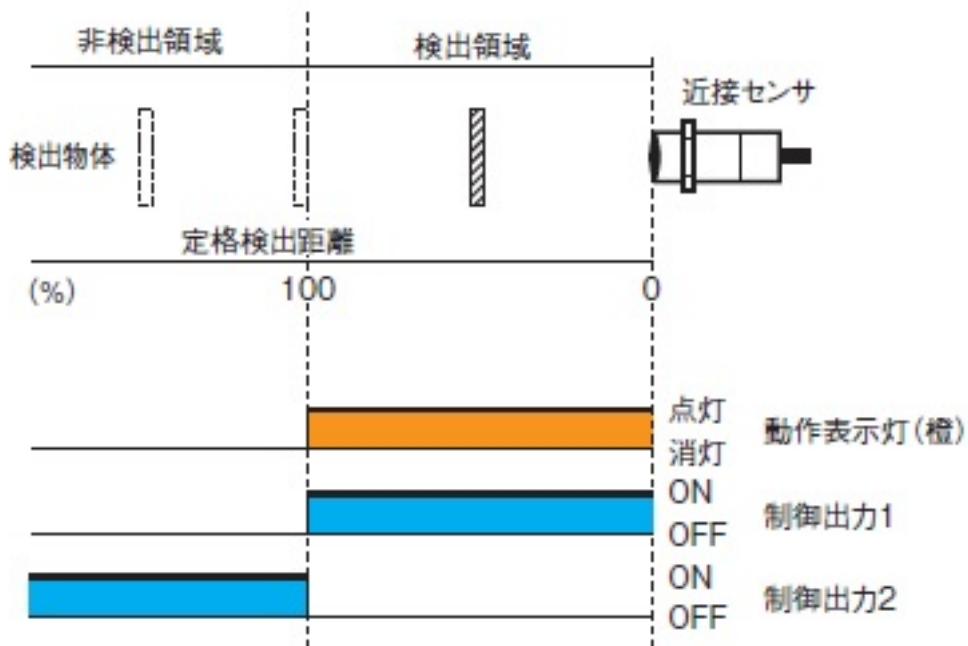 非検出領域
検出領域
近接センサ
検出物体
定格検出距離
(%)
100
0
点灯
消灯
動作表示灯(橙)
ON
OFF
制御出力1
ON
OFF
制御出力2